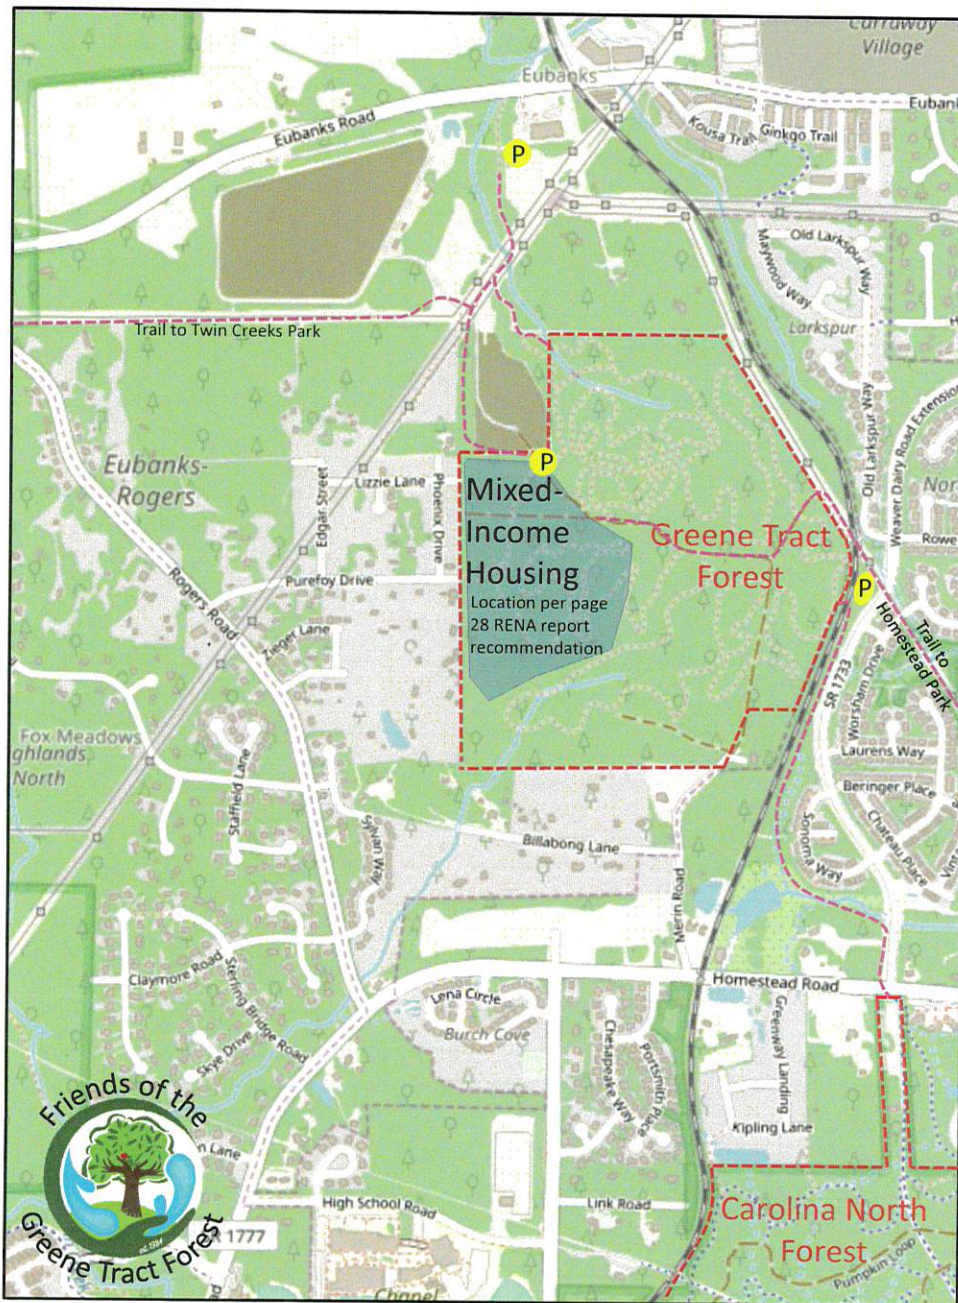 Carraway
Village
Eubanks
Eubanks Road
Kousa Trail
Ginkgo Trail
P
Old Larkspur Way
Maywood Way
Larkspur
Trail to Twin Creeks Park
Old Larkspur Way
Weaver Dairy Road Extension
Eubanks-
Rogers
Edgar Street
Lizzie Lane
Phoenix Drive
P
Mixed-
Income
Housing
Location per page
28 RENA report
recommendation
Greene Tract
Forest
Purefoy Drive
Rogers Road
Zieger Lane
P
Trail to
Homestead Park
SR 1733
Worsham Drive
Fox Meadows
North
Staffield Lane
Laurens Way
Beringer Place
Sylvan Way
Billabong Lane
Sonoma Way
Chateau Place
Merin Road
Claymore Road
Sterling Bridge Road
Skye Drive
Homestead Road
Lena Circle
Burch Cove
Chesapeake Way
Portsmith Place
Greenway Landing
Kipling Lane
Friends of the
Greene Tract Forest
High School Road
Link Road
1777
Carolina North
Forest
Pumpkin Loop
Chapel